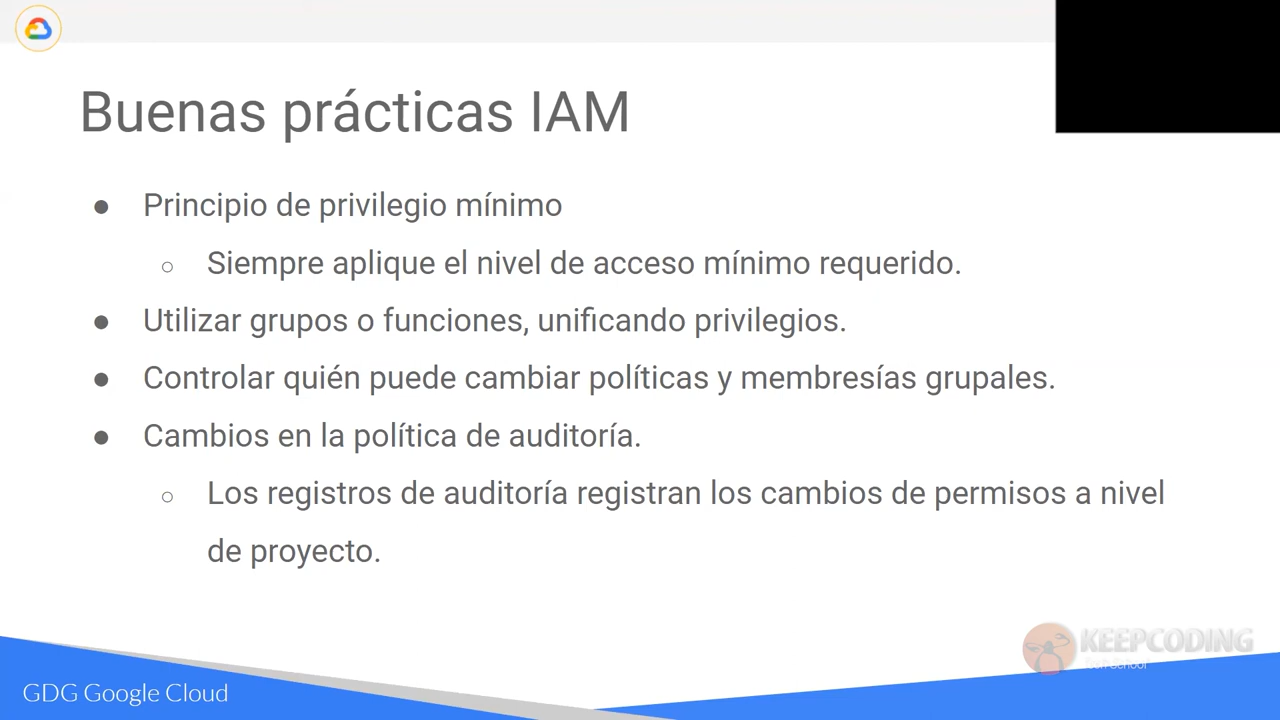 Buenas prácticas IAM
● Principio de privilegio mínimo
○ Siempre aplique el nivel de acceso mínimo requerido.
● Utilizar grupos o funciones, unificando privilegios.
● Controlar quién puede cambiar políticas y membresías grupales.
● Cambios en la política de auditoría.
○ Los registros de auditoría registran los cambios de permisos a nivel
de proyecto.
KEEPCODING
Tech School
GDG Google Cloud